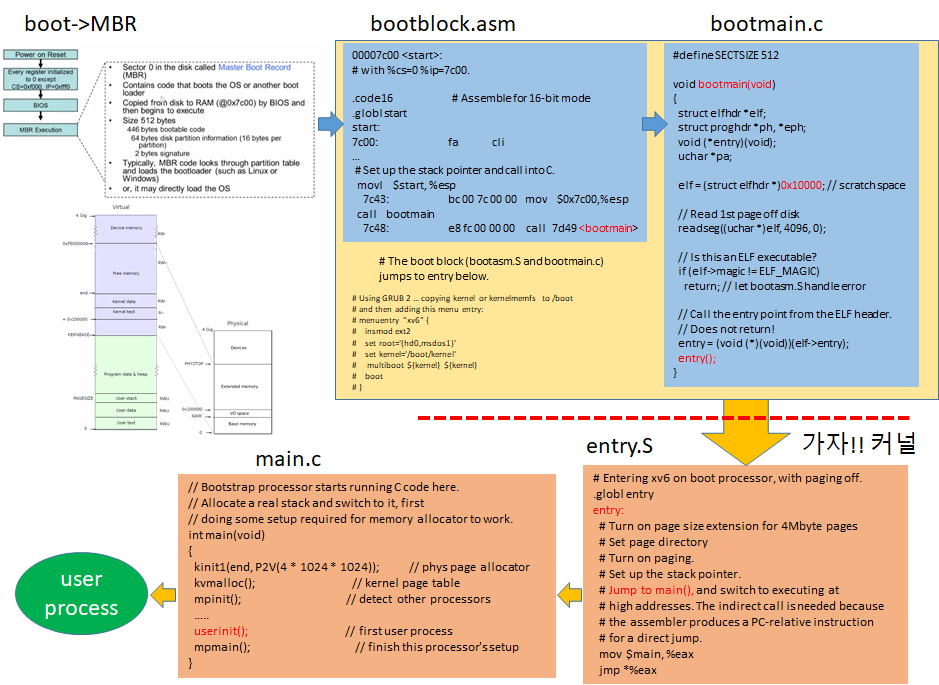 boot->MBR
Power on Reset
Every register initialized
to 0 except
CS=0xf000, IP=0xfff0
BIOS
MBR Execution
• Sector 0 in the disk called Master Boot Record
(MBR)
• Contains code that boots the OS or another boot
loader
• Copied from disk to RAM (@0x7c00) by BIOS and
then begins to execute
• Size 512 bytes
446 bytes bootable code
64 bytes disk partition information (16 bytes per
partition)
2 bytes signature
• Typically, MBR code looks through partition table
and loads the bootloader (such as Linux or
Windows)
• or, it may directly load the OS
bootblock.asm
00007c00 <start>:
# with %cs=0 %ip=7c00.
.code16 # Assemble for 16-bit mode
.globl start
start:
7c00: fa cli
...
# Set up the stack pointer and call into C.
movl $start, %esp
7c43: bc 00 7c 00 00 mov $0x7c00,%esp
call bootmain
7c48: e8 fc 00 00 00 call 7d49 <bootmain>
# The boot block (bootasm.S and bootmain.c)
jumps to entry below.
# Using GRUB 2 ... copying kernel or kernelmemfs to /boot
# and then adding this menu entry:
# menuentry "xv6" {
# insmod ext2
# set root='(hd0,msdos1)'
# set kernel='/boot/kernel'
# multiboot ${kernel} ${kernel}
# boot
# }
bootmain.c
#define SECTSIZE 512
void bootmain(void)
{
struct elfhdr *elf;
struct proghdr *ph, *eph;
void (*entry)(void);
uchar *pa;
elf = (struct elfhdr *)0x10000; // scratch space
// Read 1st page off disk
readseg((uchar *)elf, 4096, 0);
// Is this an ELF executable?
if (elf->magic != ELF_MAGIC)
return; // let bootasm.S handle error
// Call the entry point from the ELF header.
// Does not return!
entry = (void (*)(void))(elf->entry);
entry();
}
Virtual
4 Gig
Device memory
RW-
0xFE000000
Free memory
RW-
end
Kernel data
RW-
Kernel text
R--
+ 0x100000
RW-
KERNBASE
Program data & heap
PAGESIZE
User stack
RWU
User data
RWU
User text
RWU
0
Physical
4 Gig
Devices
PHYSTOP
Extended memory
0x100000
I/O space
640K
Base memory
0
가자!! 커널
entry.S
# Entering xv6 on boot processor, with paging off.
.globl entry
entry:
# Turn on page size extension for 4Mbyte pages
# Set page directory
# Turn on paging.
# Set up the stack pointer.
# Jump to main(), and switch to executing at
# high addresses. The indirect call is needed because
# the assembler produces a PC-relative instruction
# for a direct jump.
mov $main, %eax
jmp *%eax
main.c
// Bootstrap processor starts running C code here.
// Allocate a real stack and switch to it, first
// doing some setup required for memory allocator to work.
int main(void)
{
kinit1(end, P2V(4 * 1024 * 1024)); // phys page allocator
kvmalloc(); // kernel page table
mpinit(); // detect other processors
.....
userinit(); // first user process
mpmain(); // finish this processor's setup
}
user
process